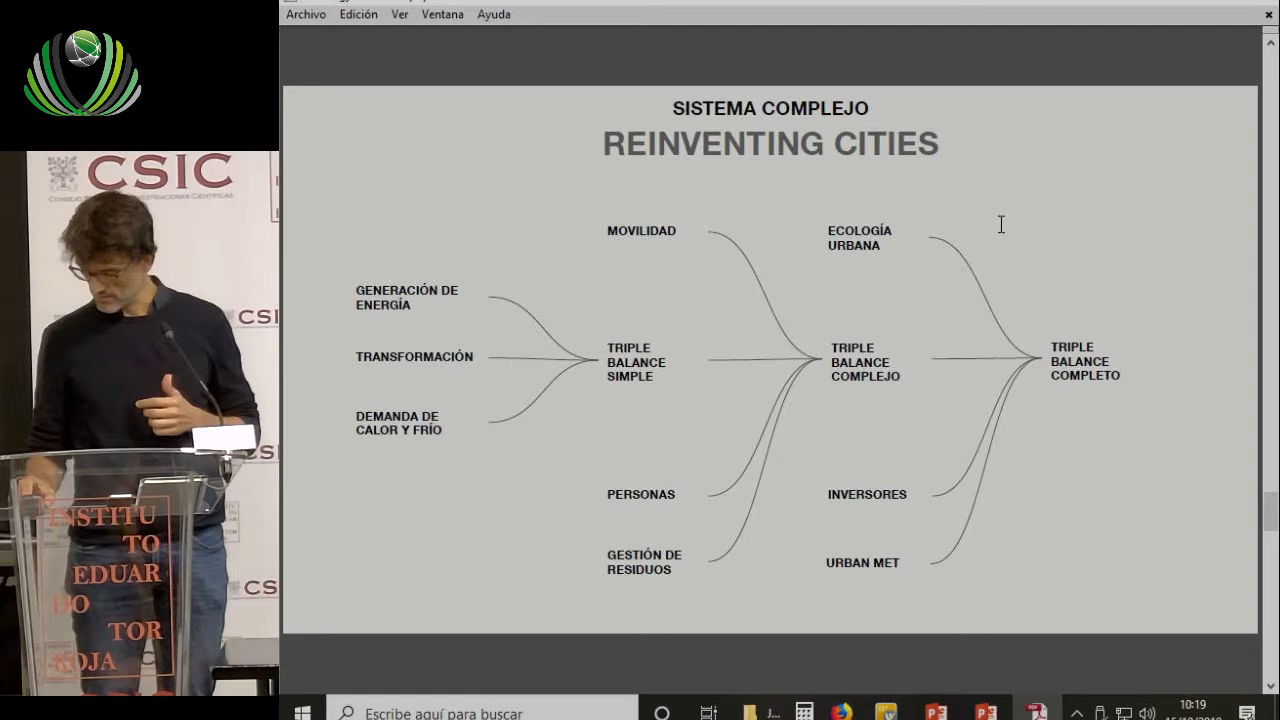 Archivo Edición Ver Ventana Ayuda
SISTEMA COMPLEJO
REINVENTING CITIES
MOVILIDAD
ECOLOGÍA
URBANA
GENERACIÓN DE
ENERGÍA
TRANSFORMACIÓN
DEMANDA DE
CALOR Y FRÍO
TRIPLE
BALANCE
SIMPLE
TRIPLE
BALANCE
COMPLEJO
TRIPLE
BALANCE
COMPLETO
PERSONAS
INVERSORES
GESTIÓN DE
RESIDUOS
URBAN MET
Escribe aquí para buscar
J...
10:19
CSIC
CSIC
CSIC
INSTITU
TO
EDUAR
DO
TOR
ROJA